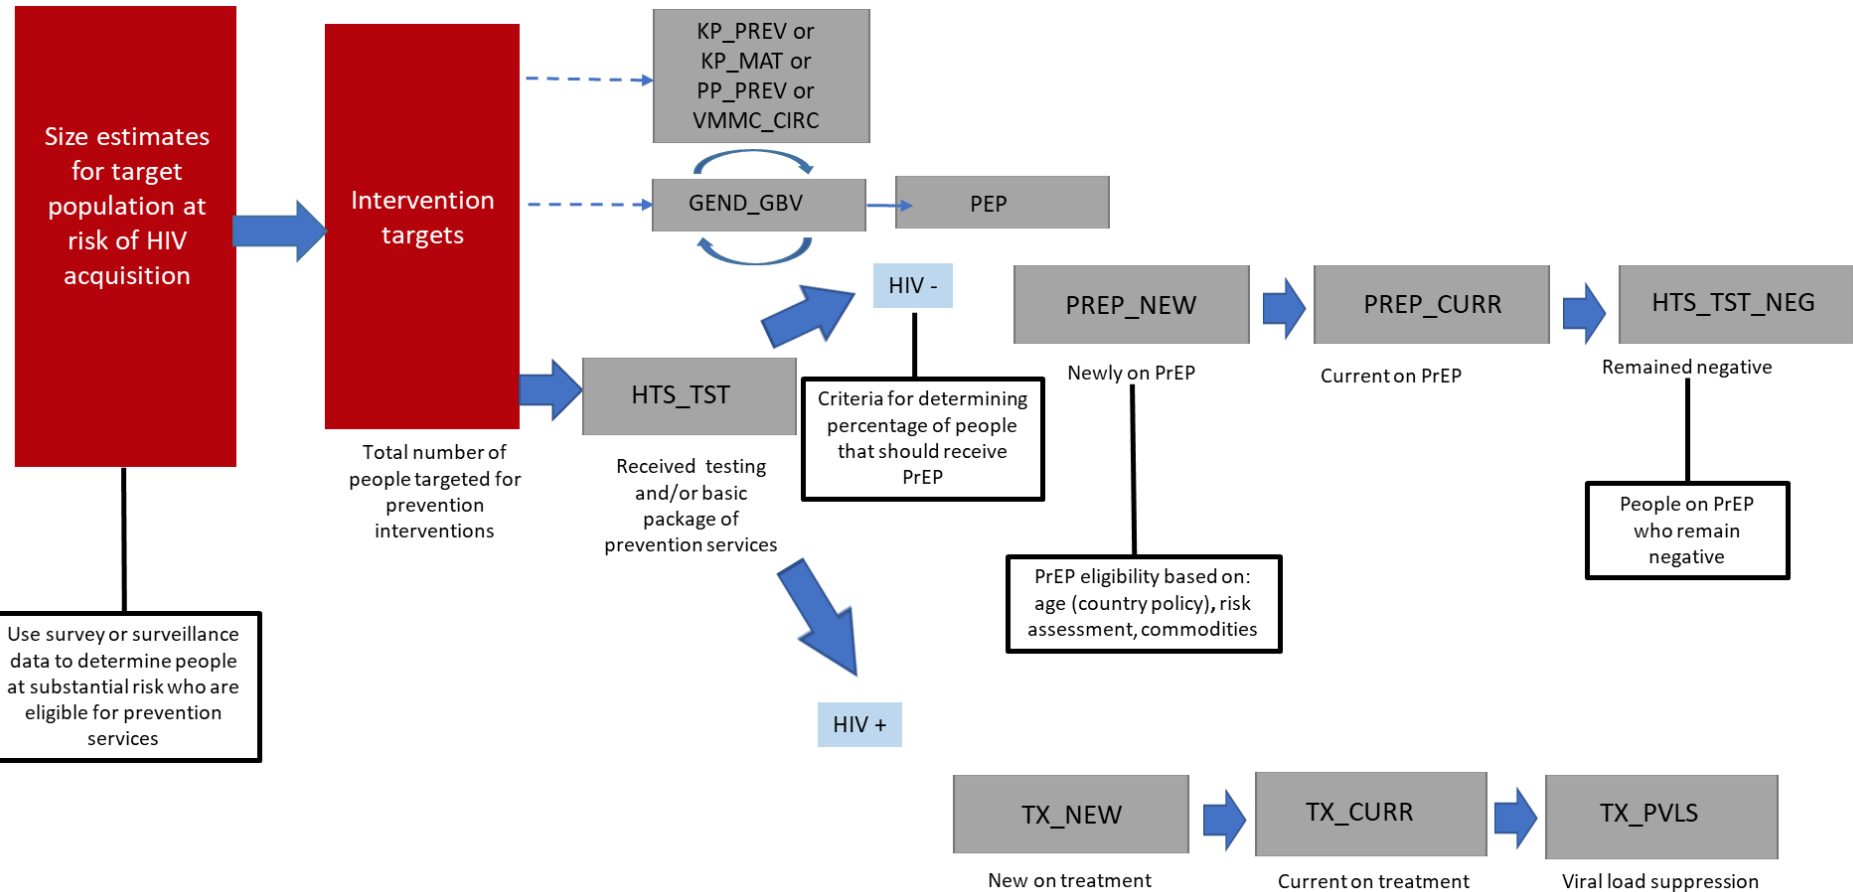 Size estimates
for target
population at
risk of HIV
acquisition
Use survey or surveillance
data to determine people
at substantial risk who are
eligible for prevention
services
Intervention
targets
Total number of
people targeted for
prevention
interventions
KP_PREV or
KP_MAT or
PP_PREV or
VMMC_CIRC
GEND_GBV
PEP
HTS_TST
Received testing
and/or basic
package of
prevention services
HIV -
Criteria for determining
percentage of people
that should receive
PrEP
PREP_NEW
Newly on PrEP
PrEP eligibility based on:
age (country policy), risk
assessment, commodities
PREP_CURR
Current on PrEP
HTS_TST_NEG
Remained negative
People on PrEP
who remain
negative
HIV +
TX_NEW
New on treatment
TX_CURR
Current on treatment
TX_PVLS
Viral load suppression